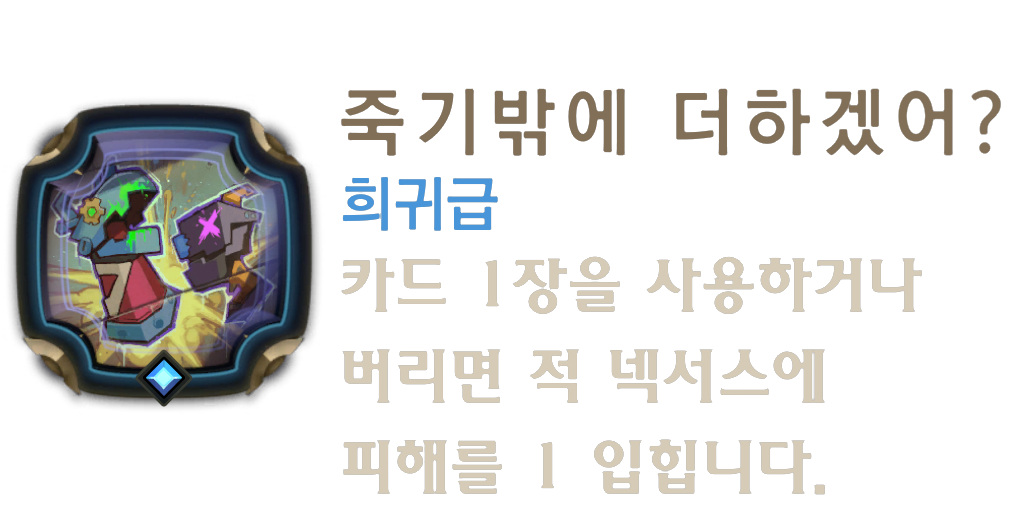 죽기밖에 더하겠어?
희귀급
카드 1장을 사용하거나
버리면 적 넥서스에
피해를 1 입힙니다.